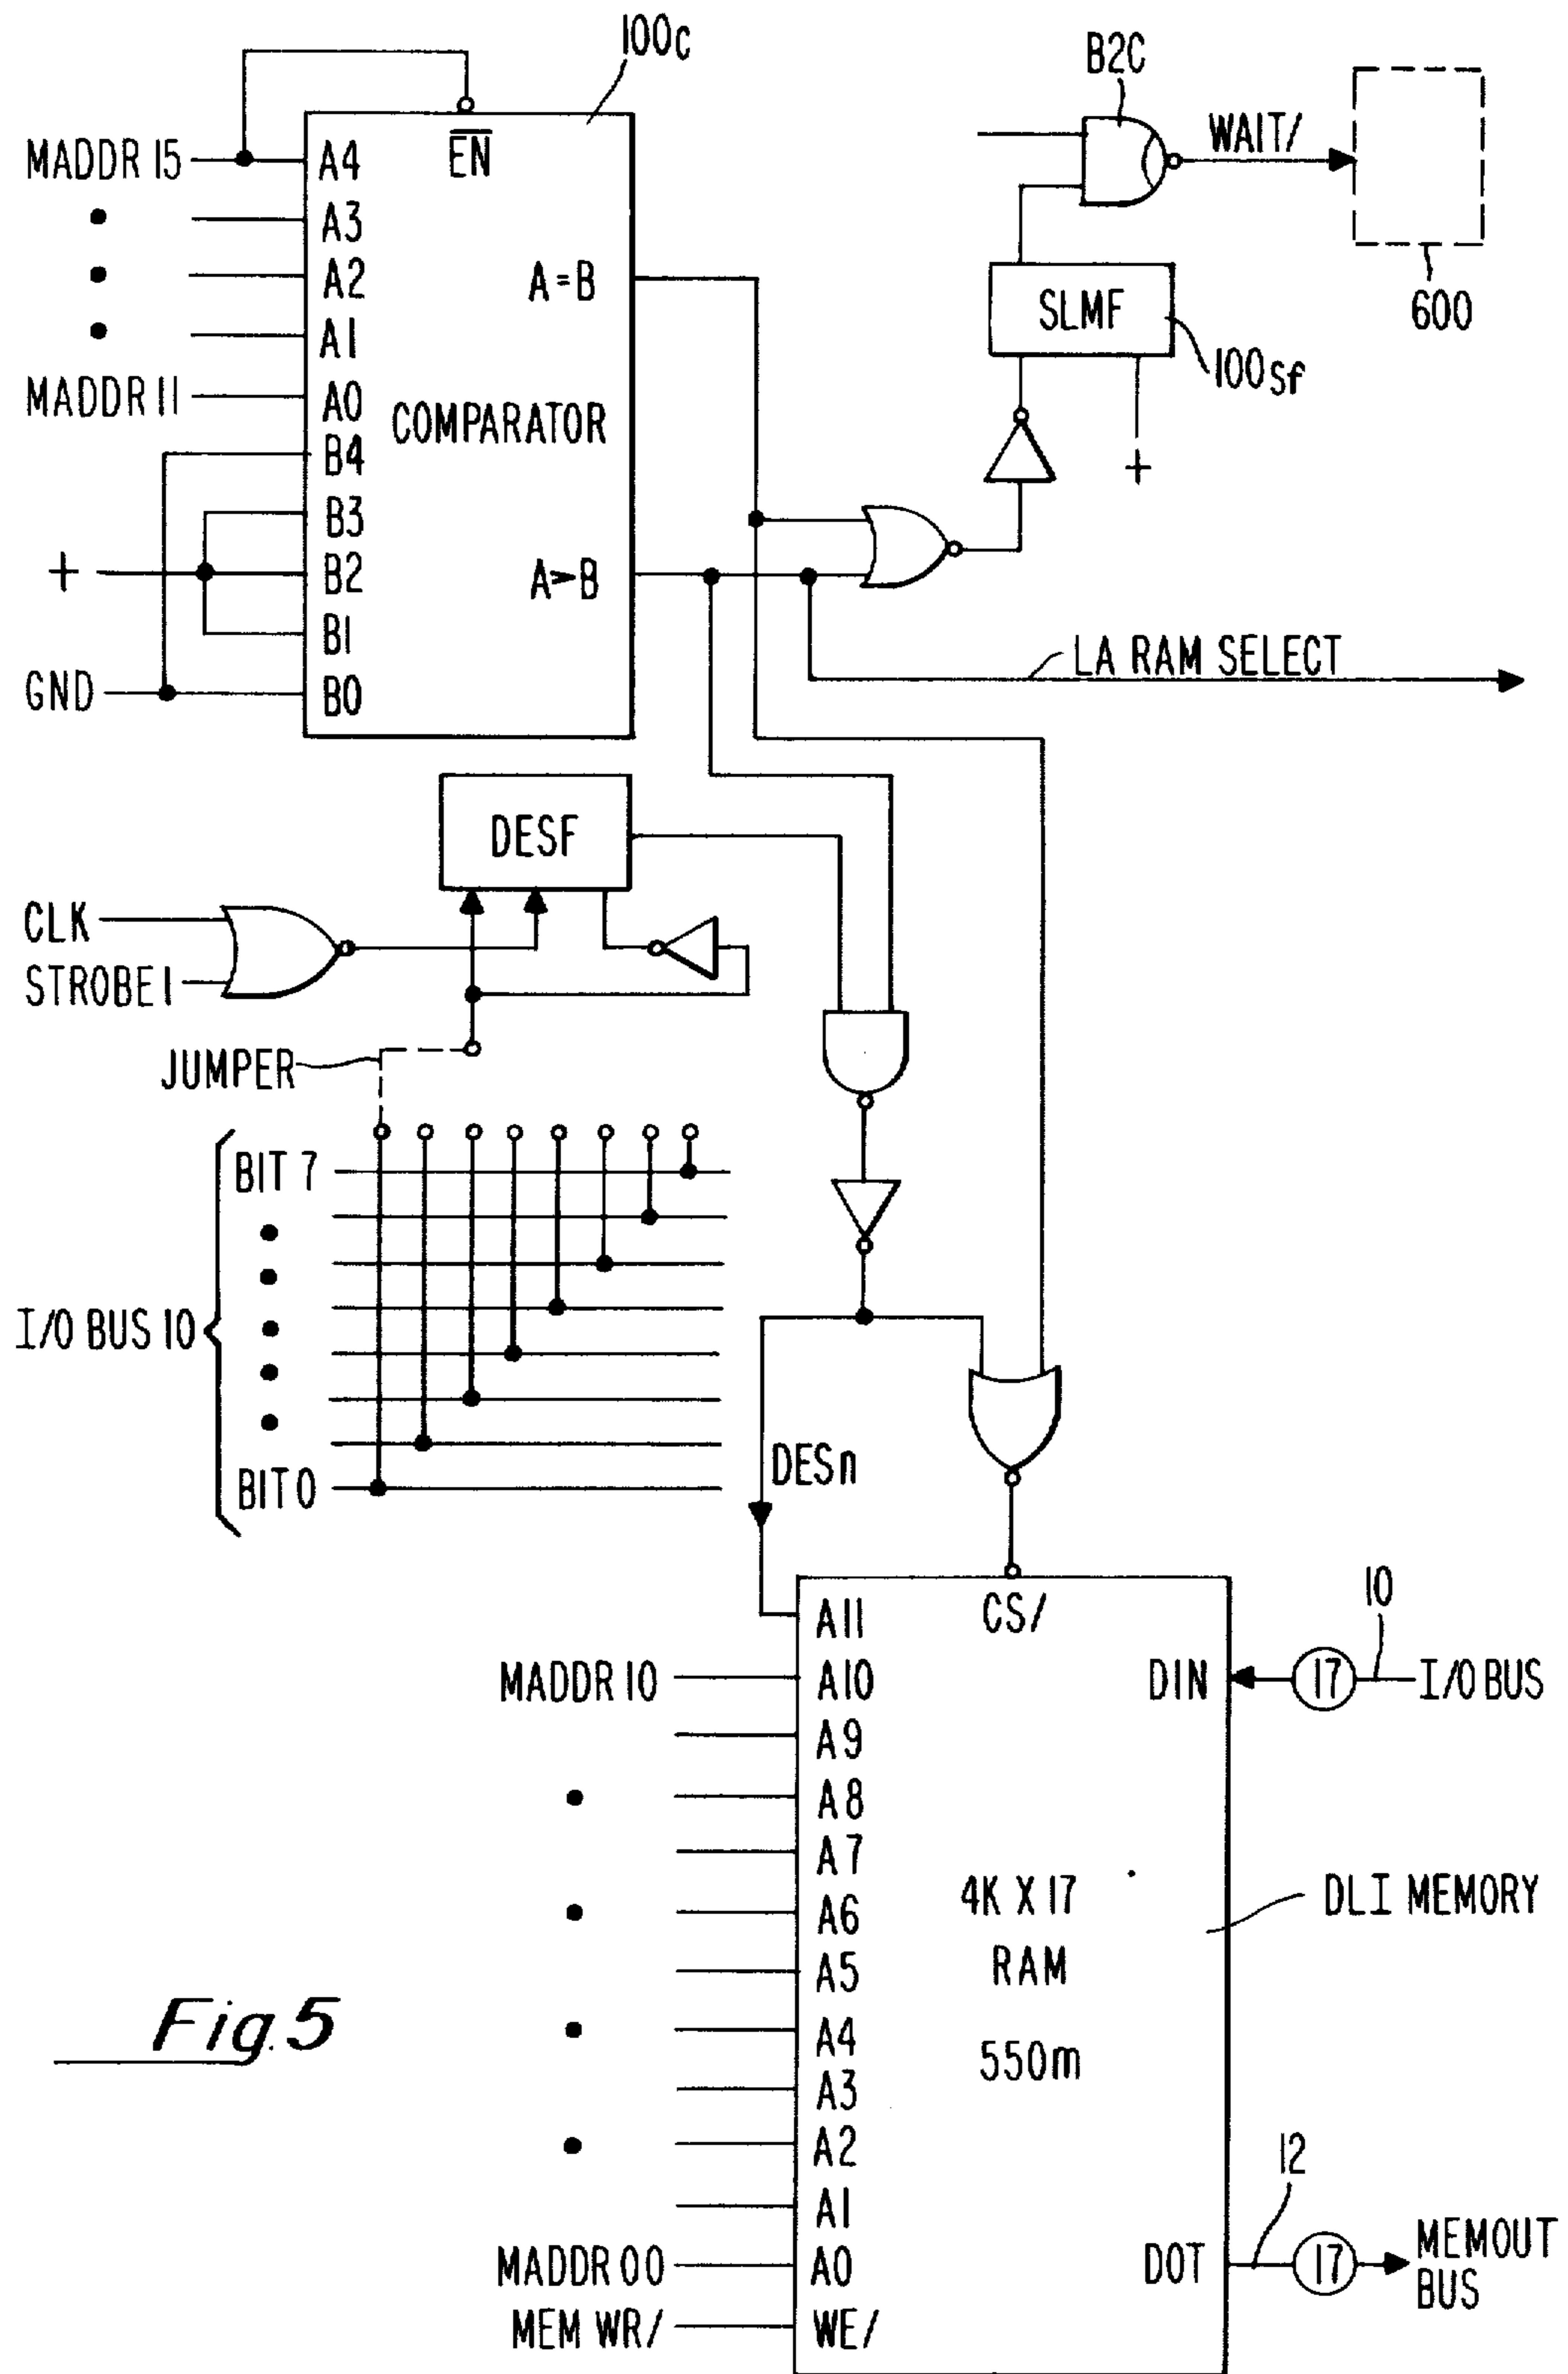 100c
B2C
MADDR 15
A4
EN
WAIT/
A3
A2
A=B
A1
SLMF
600
MADDR 11
A0
100sf
COMPARATOR
B4
B3
+
+
B2
A>B
B1
LA RAM SELECT
GND
B0
DESF
CLK
STROBE 1
JUMPER
BIT 7
I/O BUS 10
DESn
BIT 0
A11
CS/
10
MADDR 10
A10
DIN
17
I/O BUS
A9
A8
A7
4K X 17
DLI MEMORY
A6
RAM
A5
Fig. 5
A4
550m
A3
A2
12
A1
MADDR 00
A0
DOT
17
MEMOUT
BUS
MEM WR/
WE/